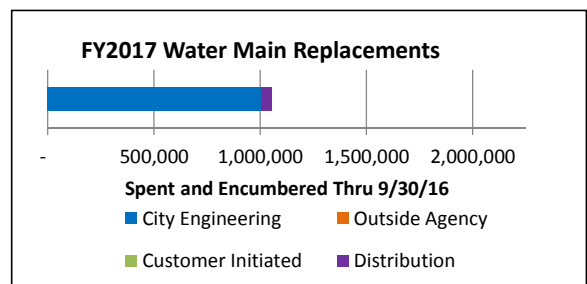 FY2017 Water Main Replacements
- 500,000 1,000,000 1,500,000 2,000,000
Spent and Encumbered Thru 9/30/16
City Engineering Outside Agency
Customer Initiated Distribution